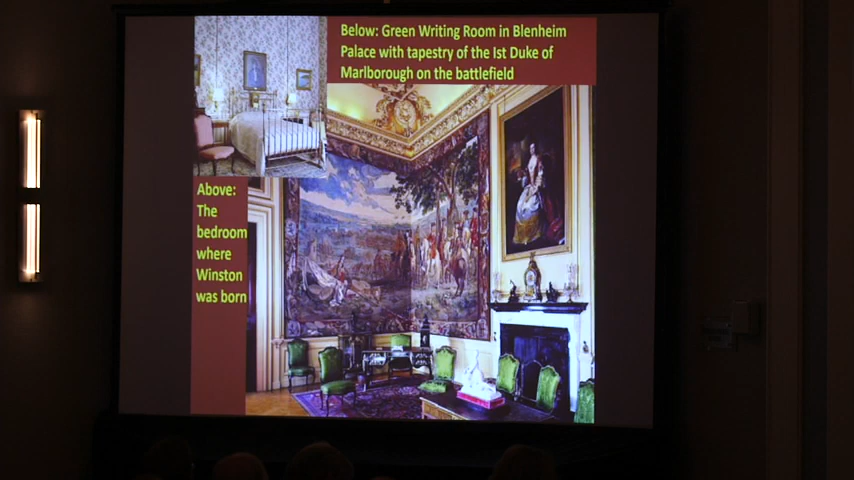 Below: Green Writing Room in Blenheim
Palace with tapestry of the Ist Duke of
Marlborough on the battlefield
Above:
The
bedroom
where
Winston
was born